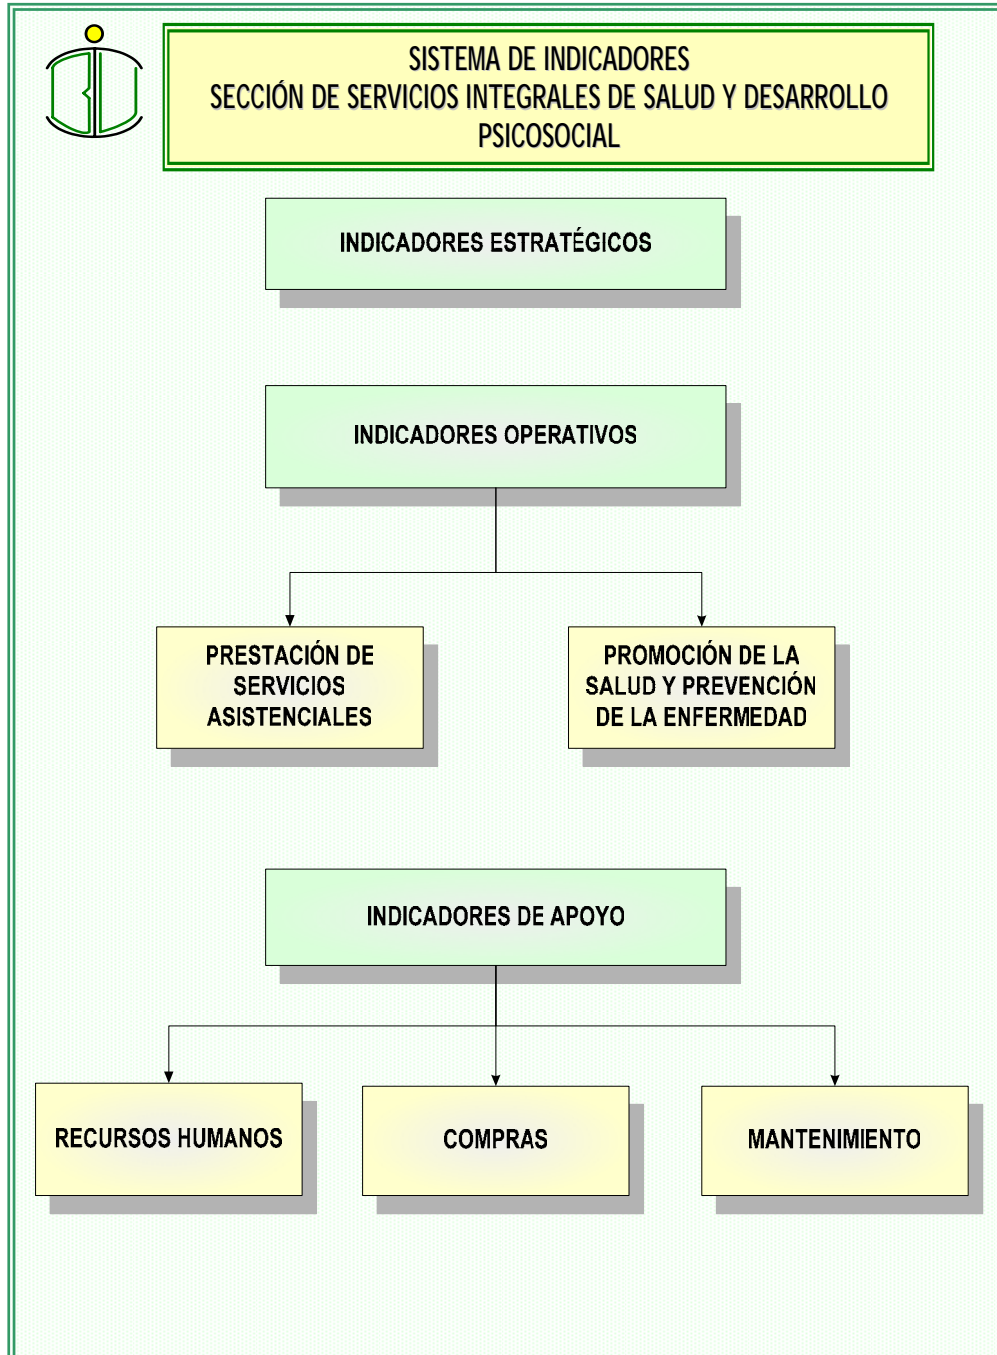 SISTEMA DE INDICADORES
SECCIÓN DE SERVICIOS INTEGRALES DE SALUD Y DESARROLLO
PSICOSOCIAL
INDICADORES ESTRATÉGICOS
INDICADORES OPERATIVOS
PRESTACIÓN DE
SERVICIOS
ASISTENCIALES
PROMOCIÓN DE LA
SALUD Y PREVENCIÓN
DE LA ENFERMEDAD
INDICADORES DE APOYO
RECURSOS HUMANOS
COMPRAS
MANTENIMIENTO